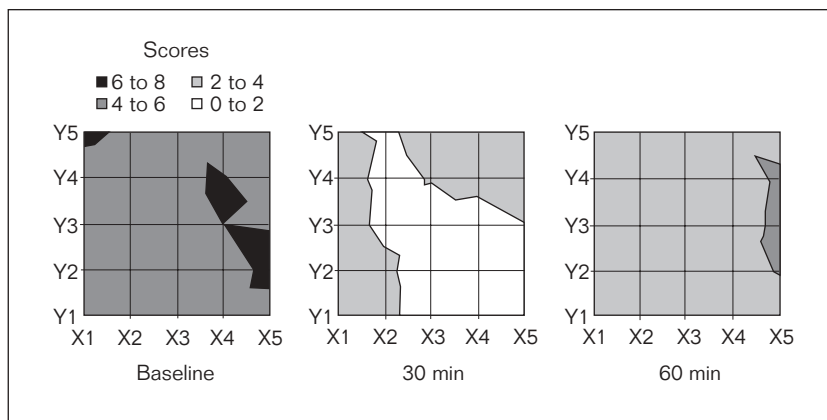 Scores
6 to 8 2 to 4
4 to 6 0 to 2
Y5 Y5 Y5
Y4 Y4 Y4
Y3 Y3 Y3
Y2 Y2 Y2
Y1 Y1 Y1
X1 X2 X3 X4 X5 X1 X2 X3 X4 X5 X1 X2 X3 X4 X5
Baseline 30 min 60 min